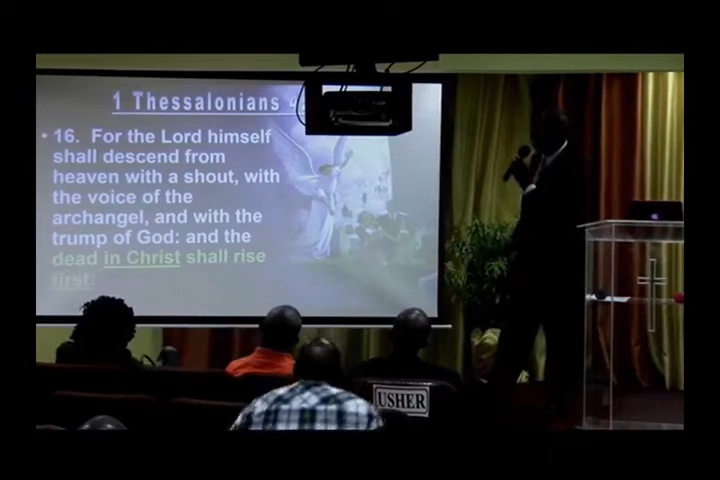 1 Thessalonians
• 16. For the Lord himself
shall descend from
heaven with a shout, with
the voice of the
archangel, and with the
trump of God: and the
dead in Christ shall rise
first:
USHER